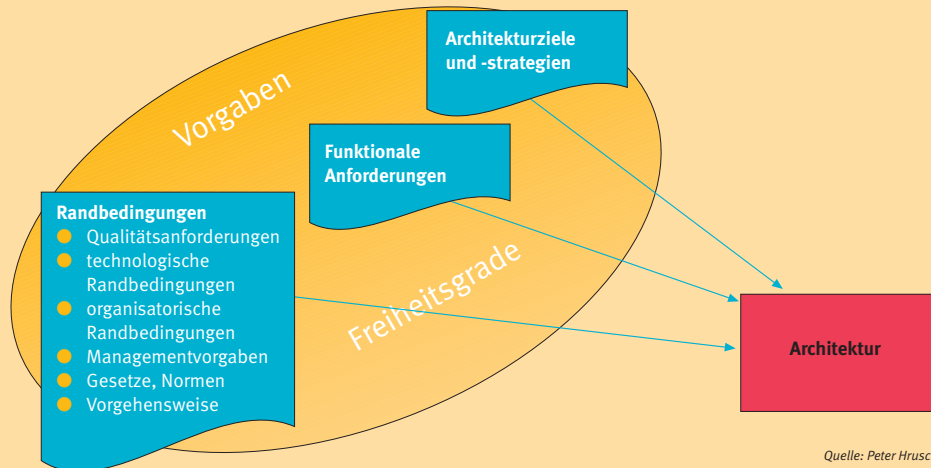 Architekturziele
und -strategien
Vorgaben
Funktionale
Anforderungen
Randbedingungen
Qualitätsanforderungen
technologische
Randbedingungen
organisatorische
Randbedingungen
Managementvorgaben
Gesetze, Normen
Vorgehensweise
Freiheitsgrade
Architektur
Quelle: Peter Hrusc